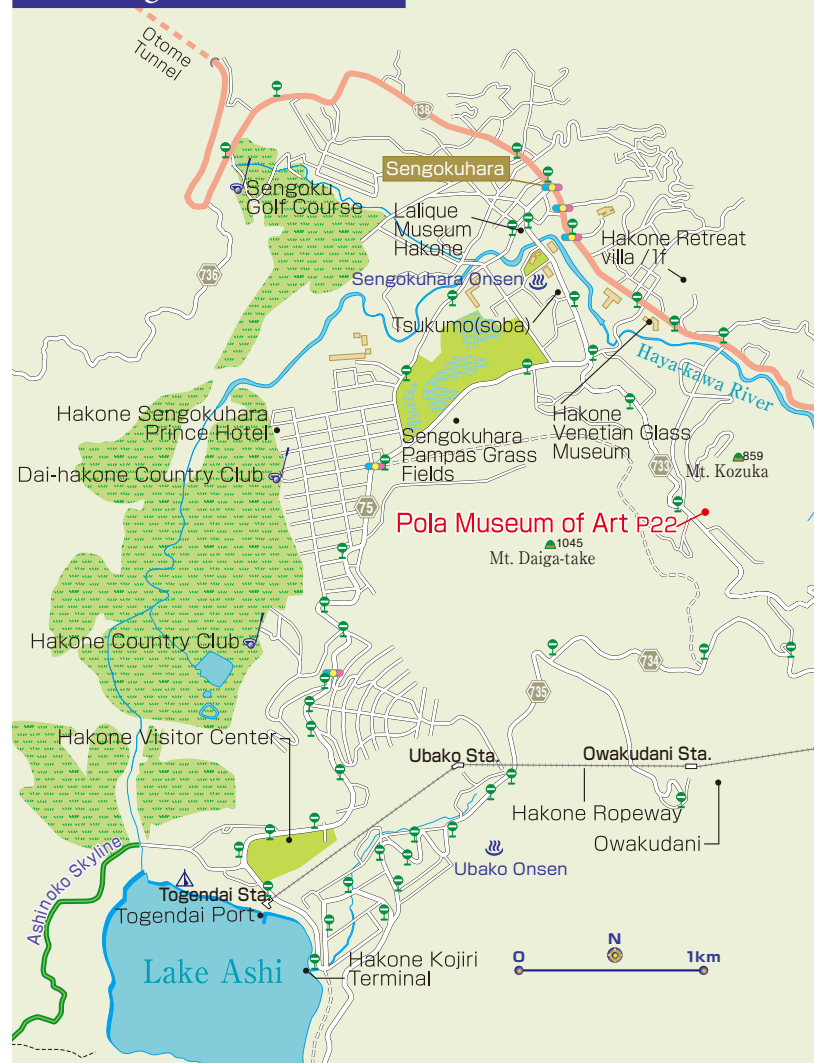 Otome
Tunnel
138
Sengokuhara
Sengoku
Golf Course
Lalique
Museum
Hakone
Hakone Retreat
villa /1f
736
Sengokuhara Onsen
Tsukumo(soba)
Haya-kawa River
Hakone Sengokuhara
Prince Hotel
Sengokuhara
Pampas Grass
Fields
Hakone
Venetian Glass
Museum
Dai-hakone Country Club
733
859
Mt. Kozuka
75
Pola Museum of Art P22
1045
Mt. Daiga-take
Hakone Country Club
734
735
Hakone Visitor Center
Ubako Sta.
Owakudani Sta.
Hakone Ropeway
Owakudani
Ubako Onsen
Ashinoko Skyline
Togendai Sta.
Togendai Port
Lake Ashi
Hakone Kojiri
Terminal
0
N
1km